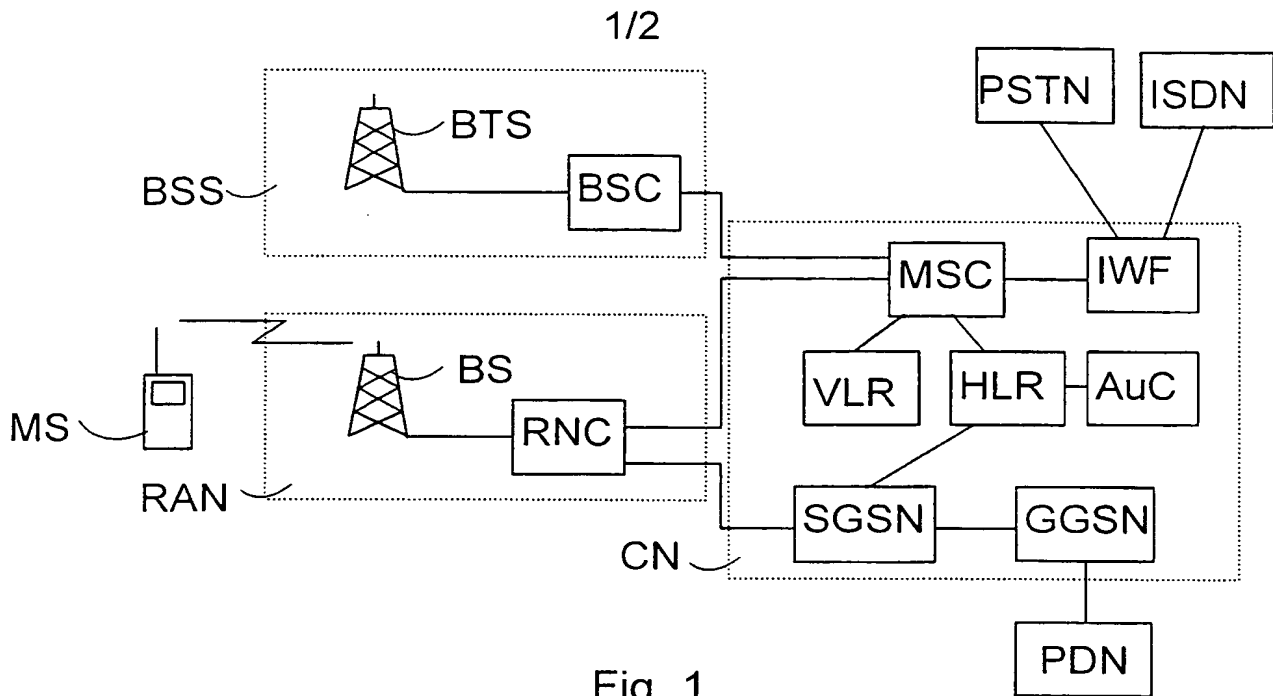 1/2
PSTN
ISDN
BTS
BSS
BSC
MSC
IWF
BS
VLR
HLR
AuC
MS
RNC
RAN
SGSN
GGSN
CN
PDN
Fig. 1